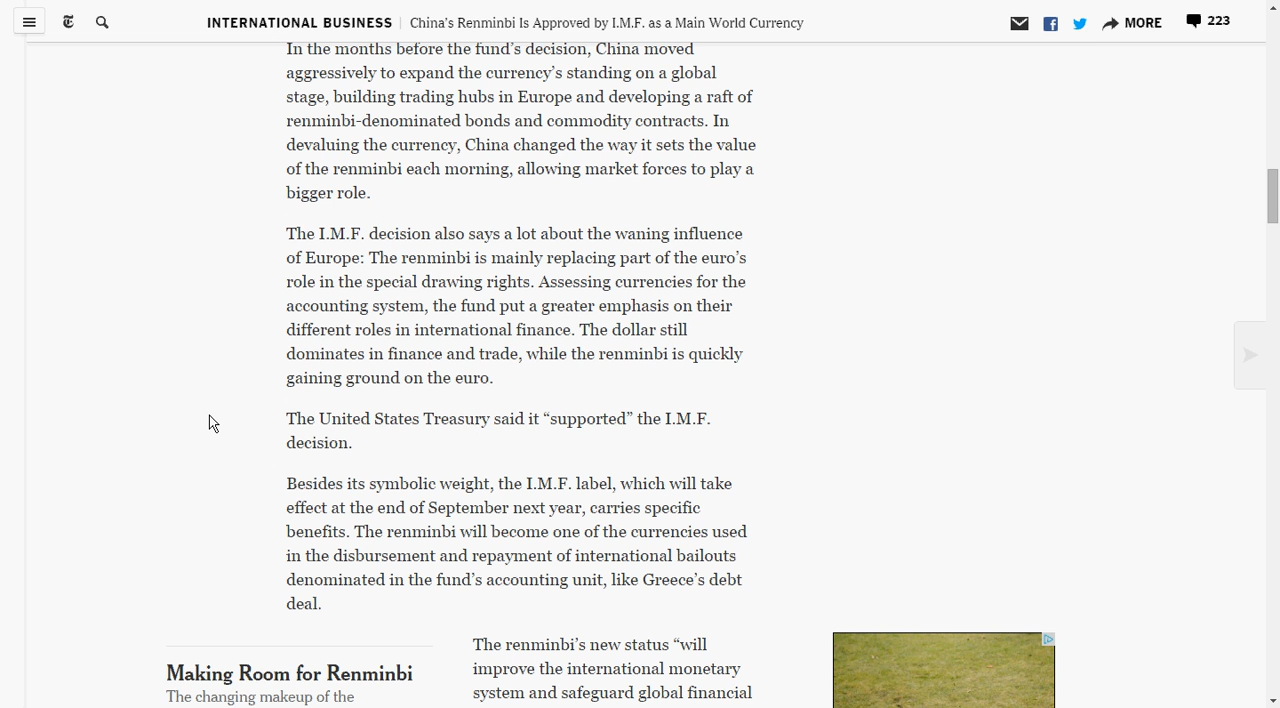 INTERNATIONAL BUSINESS | China’s Renminbi Is Approved by I.M.F. as a Main World Currency
MORE
223
In the months before the fund’s decision, China moved
aggressively to expand the currency’s standing on a global
stage, building trading hubs in Europe and developing a raft of
renminbi-denominated bonds and commodity contracts. In
devaluing the currency, China changed the way it sets the value
of the renminbi each morning, allowing market forces to play a
bigger role.
The I.M.F. decision also says a lot about the waning influence
of Europe: The renminbi is mainly replacing part of the euro’s
role in the special drawing rights. Assessing currencies for the
accounting system, the fund put a greater emphasis on their
different roles in international finance. The dollar still
dominates in finance and trade, while the renminbi is quickly
gaining ground on the euro.
The United States Treasury said it “supported” the I.M.F.
decision.
Besides its symbolic weight, the I.M.F. label, which will take
effect at the end of September next year, carries specific
benefits. The renminbi will become one of the currencies used
in the disbursement and repayment of international bailouts
denominated in the fund’s accounting unit, like Greece’s debt
deal.
Making Room for Renminbi
The changing makeup of the
The renminbi’s new status “will
improve the international monetary
system and safeguard global financial